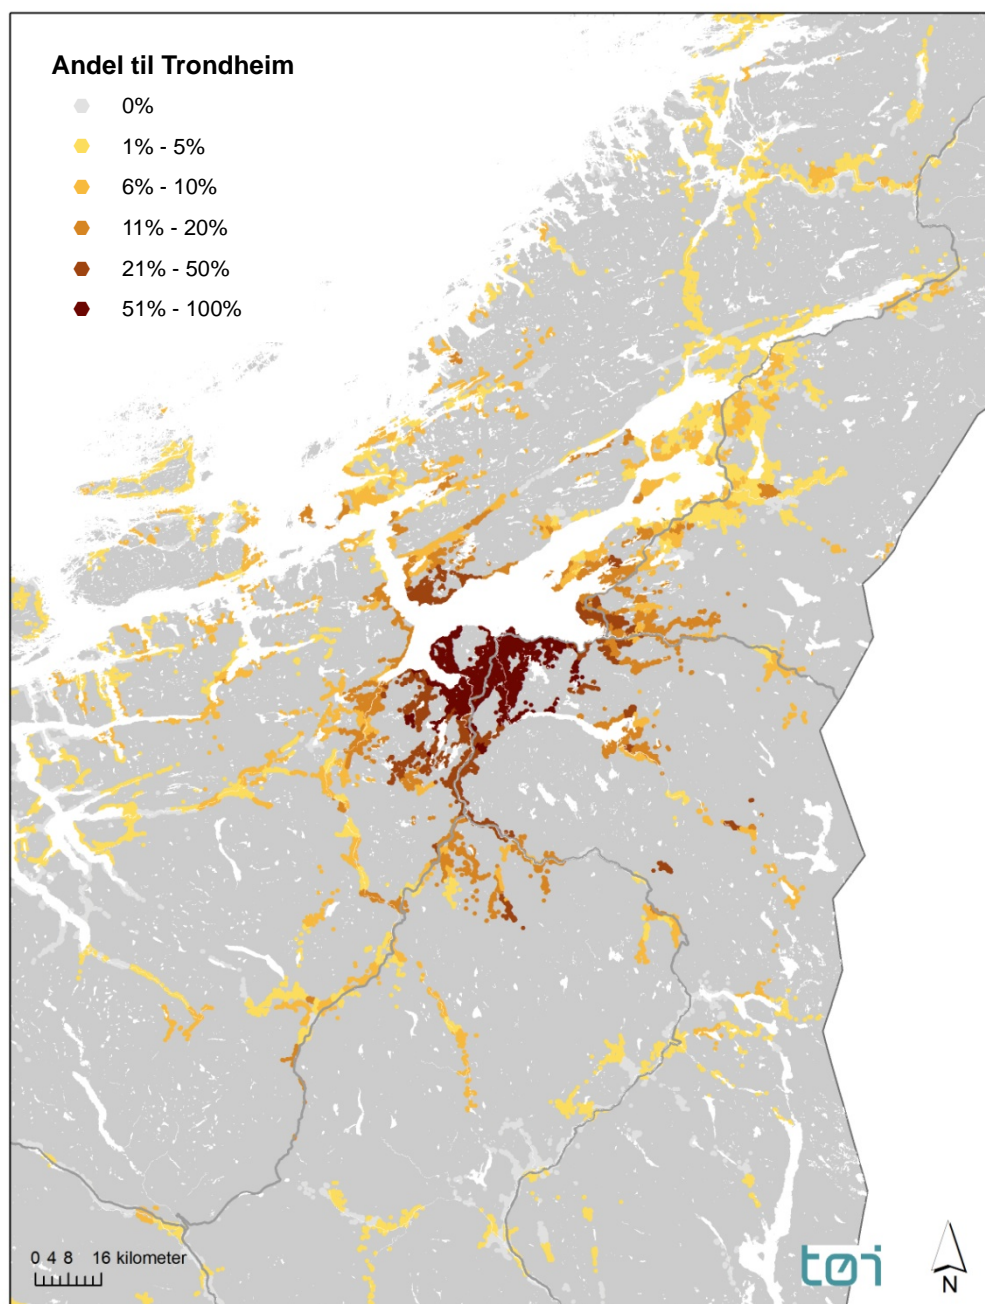 Andel til Trondheim
0%
1% - 5%
6% - 10%
11% - 20%
21% - 50%
51% - 100%
0 4 8 16 kilometer
tøi
N